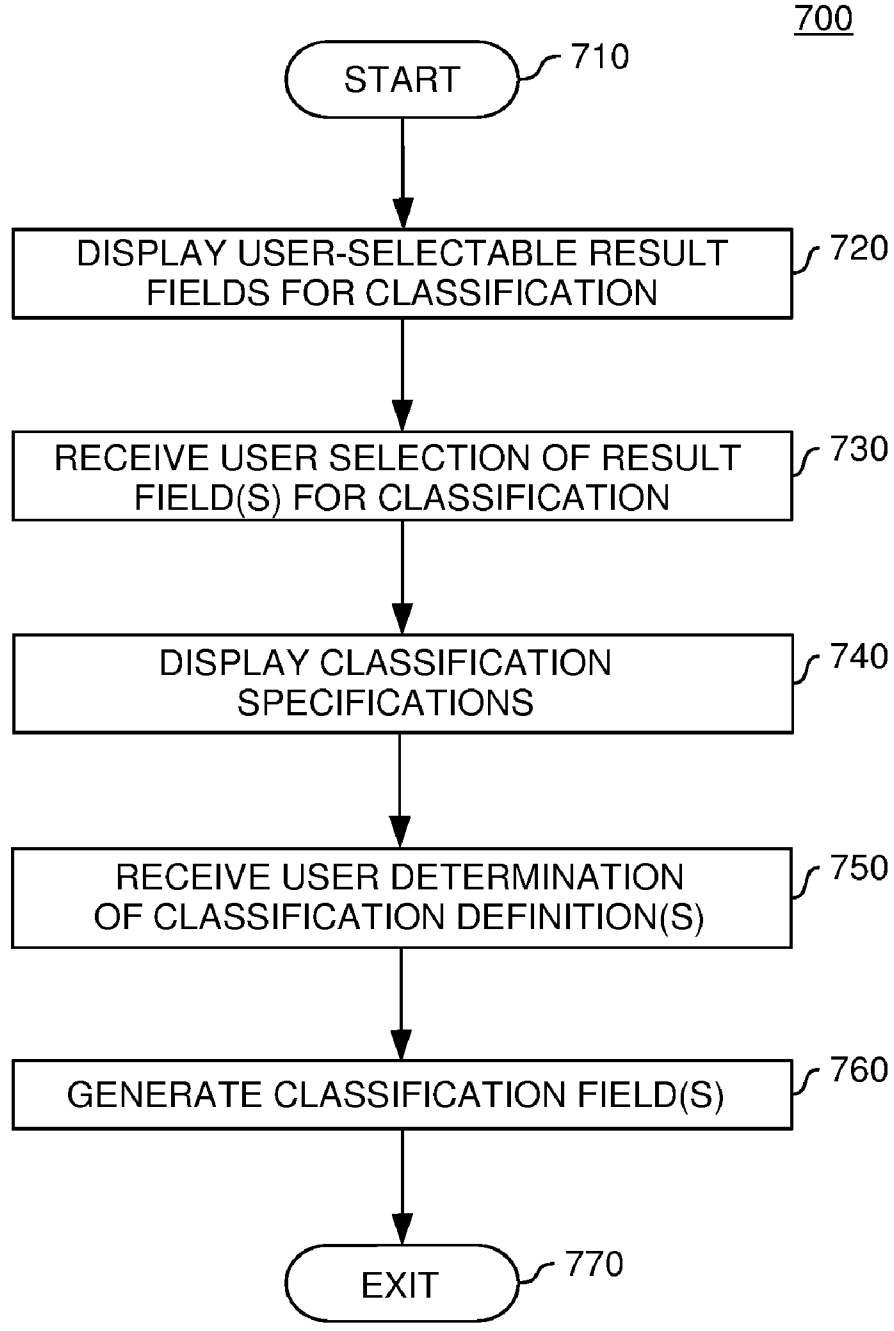 700
START
710
DISPLAY USER-SELECTABLE RESULT
FIELDS FOR CLASSIFICATION
720
RECEIVE USER SELECTION OF RESULT
FIELD(S) FOR CLASSIFICATION
730
DISPLAY CLASSIFICATION
SPECIFICATIONS
740
RECEIVE USER DETERMINATION
OF CLASSIFICATION DEFINITION(S)
750
GENERATE CLASSIFICATION FIELD(S)
760
EXIT
770